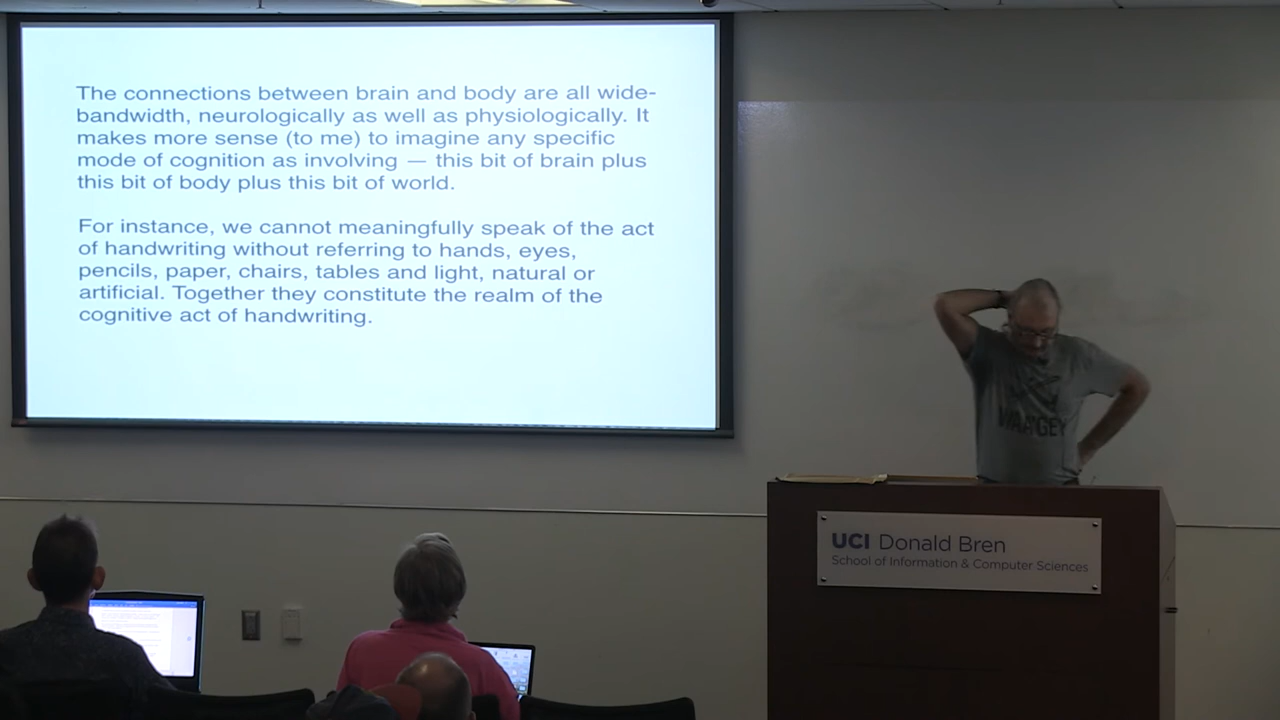 The connections between brain and body are all wide-
bandwidth, neurologically as well as physiologically. It
makes more sense (to me) to imagine any specific
mode of cognition as involving — this bit of brain plus
this bit of body plus this bit of world.
For instance, we cannot meaningfully speak of the act
of handwriting without referring to hands, eyes,
pencils, paper, chairs, tables and light, natural or
artificial. Together they constitute the realm of the
cognitive act of handwriting.
UCI Donald Bren
School of Information & Computer Sciences